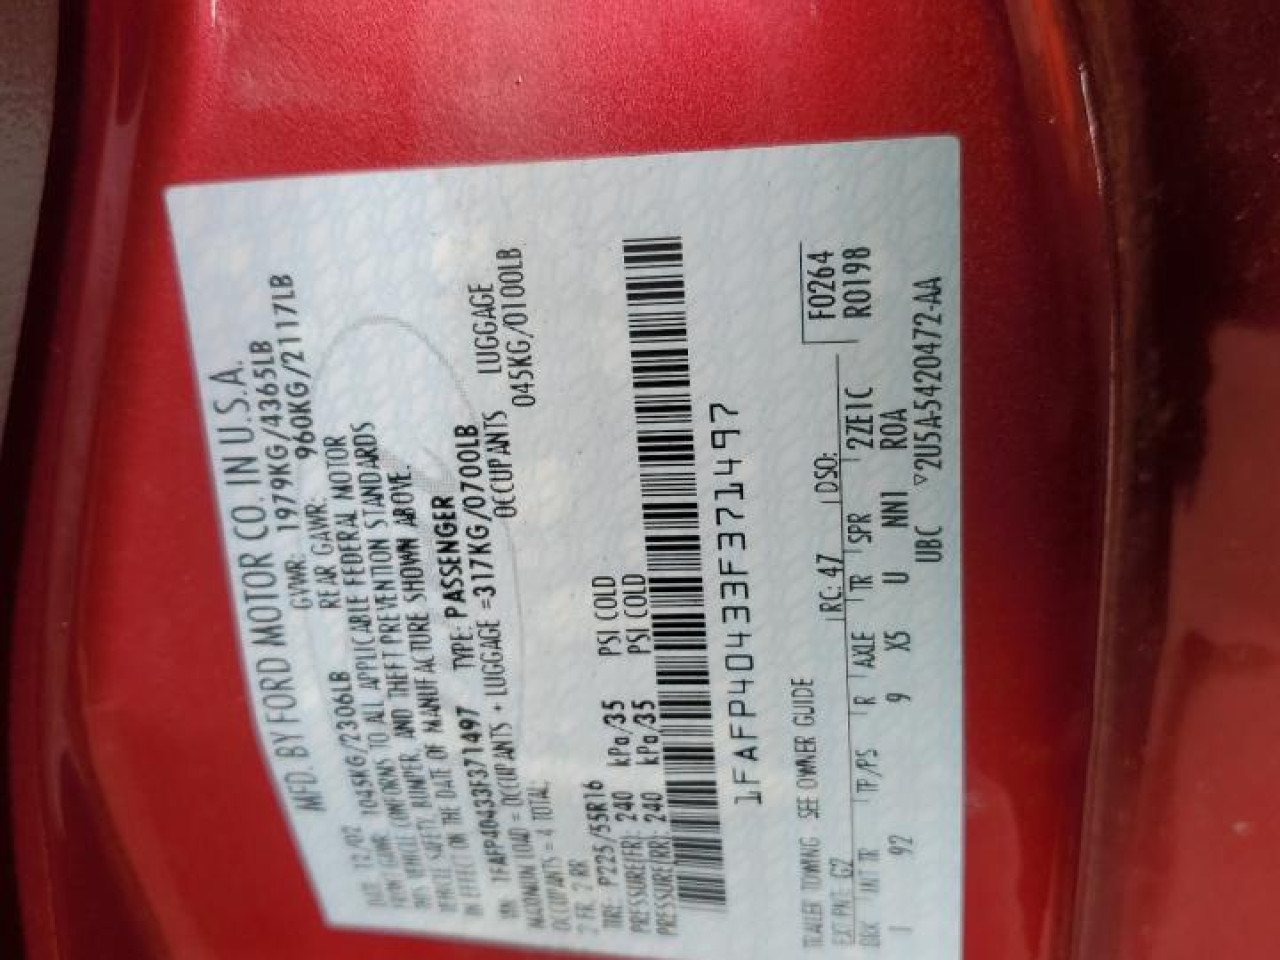 MFD. BY FORD MOTOR CO. IN U.S.A.
DATE: 12/02 GVWR: 1979KG/4365LB
FRONT GAWR: 1045KG/2306LB REAR GAWR: 960KG/2117LB
THIS VEHICLE CONFORMS TO ALL APPLICABLE FEDERAL MOTOR
VEHICLE SAFETY, BUMPER, AND THEFT PREVENTION STANDARDS
IN EFFECT ON THE DATE OF MANUFACTURE SHOWN ABOVE.
VIN: 1FAFP40433F371497 TYPE: PASSENGER
MAXIMUM LOAD = OCCUPANTS + LUGGAGE =317KG/0700LB
OCCUPANTS = 4 TOTAL, OCCUPANTS LUGGAGE
2 FR, 2 RR 045KG/0100LB
TIRE: P225/55R16
PRESSURE(FR: 240 kPa/35 PSI COLD
PRESSURE(RR: 240 kPa/35 PSI COLD
1FAFP40433F371497
F0264
R0198
TRAILER TOWING SEE OWNER GUIDE
EXT PNT: G2 RC: 47 DSO:
BRK INT TR TP/PS R AXLE TR SPR 2ZE1C
1 92 9 X5 U NN1 ROA
UBC ▽2U5A-5420472-AA